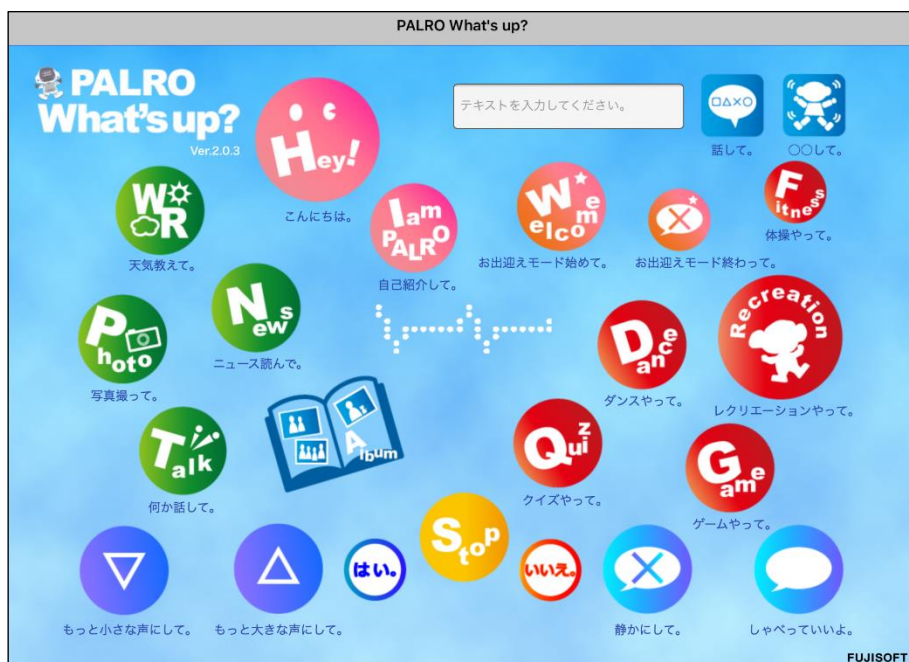 PALRO What's up?
PALRO
What's up?
Ver.2.0.3
Hey!
こんにちは。
テキストを入力してください。
□△×○
話して。
○○して。
WR
天気教えて。
I am
PALRO
自己紹介して。
Welcome
お出迎えモード始めて。
お出迎えモード終わって。
Fitness
体操やって。
Photo
写真撮って。
News
ニュース読んで。
Dance
ダンスやって。
Recreation
レクリエーションやって。
Talk
何か話して。
Album
Quiz
クイズやって。
Game
ゲームやって。
もっと小さな声にして。
もっと大きな声にして。
はい。
Stop
いいえ。
静かにして。
しゃべっていいよ。
FUJISOFT